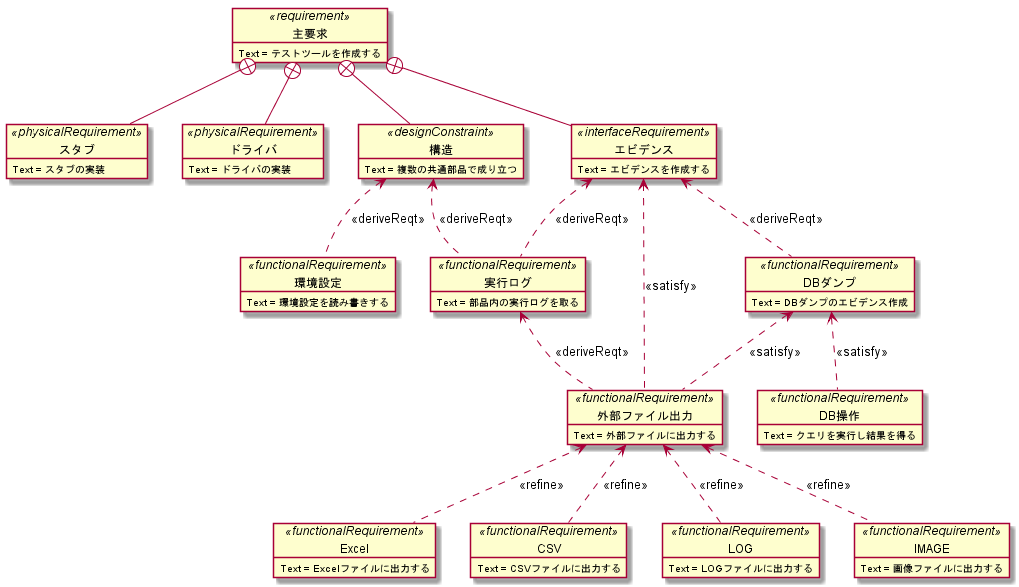 «requirement»
主要求
Text = テストツールを作成する
«physicalRequirement»
スタブ
Text = スタブの実装
«physicalRequirement»
ドライバ
Text = ドライバの実装
«designConstraint»
構造
Text = 複数の共通部品で成り立つ
«interfaceRequirement»
エビデンス
Text = エビデンスを作成する
«deriveReqt»
«deriveReqt»
«deriveReqt»
«deriveReqt»
«functionalRequirement»
環境設定
Text = 環境設定を読み書きする
«functionalRequirement»
実行ログ
Text = 部品内の実行ログを取る
«satisfy»
«functionalRequirement»
DBダンプ
Text = DBダンプのエビデンス作成
«deriveReqt»
«satisfy»
«satisfy»
«functionalRequirement»
外部ファイル出力
Text = 外部ファイルに出力する
«functionalRequirement»
DB操作
Text = クエリを実行し結果を得る
«refine»
«refine»
«refine»
«refine»
«functionalRequirement»
Excel
Text = Excelファイルに出力する
«functionalRequirement»
CSV
Text = CSVファイルに出力する
«functionalRequirement»
LOG
Text = LOGファイルに出力する
«functionalRequirement»
IMAGE
Text = 画像ファイルに出力する